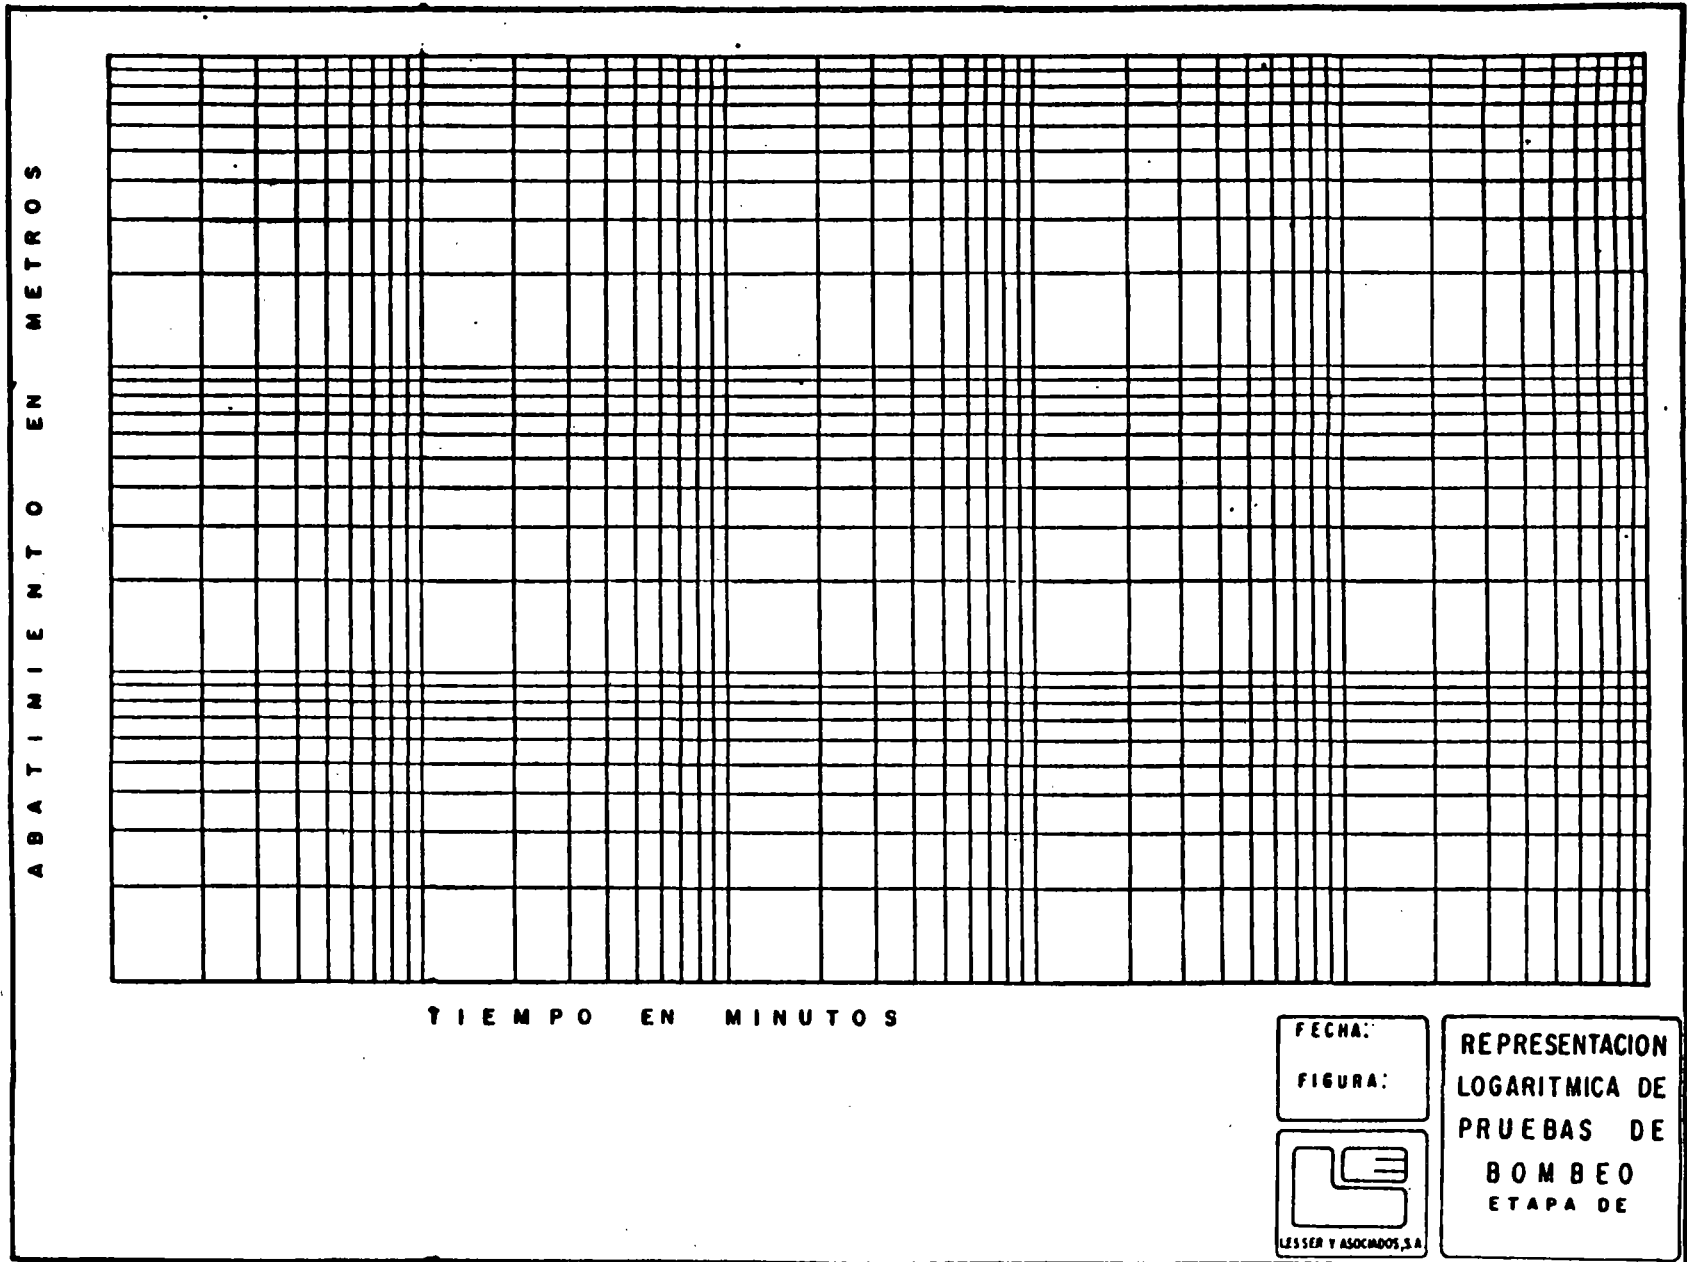 ABATIMIENTO EN METROS
TIEMPO EN MINUTOS
FECHA:
FIGURA:
LESSER Y ASOCIADOS, S.A
REPRESENTACION
LOGARITMICA DE
PRUEBAS DE
BOMBEO
ETAPA DE